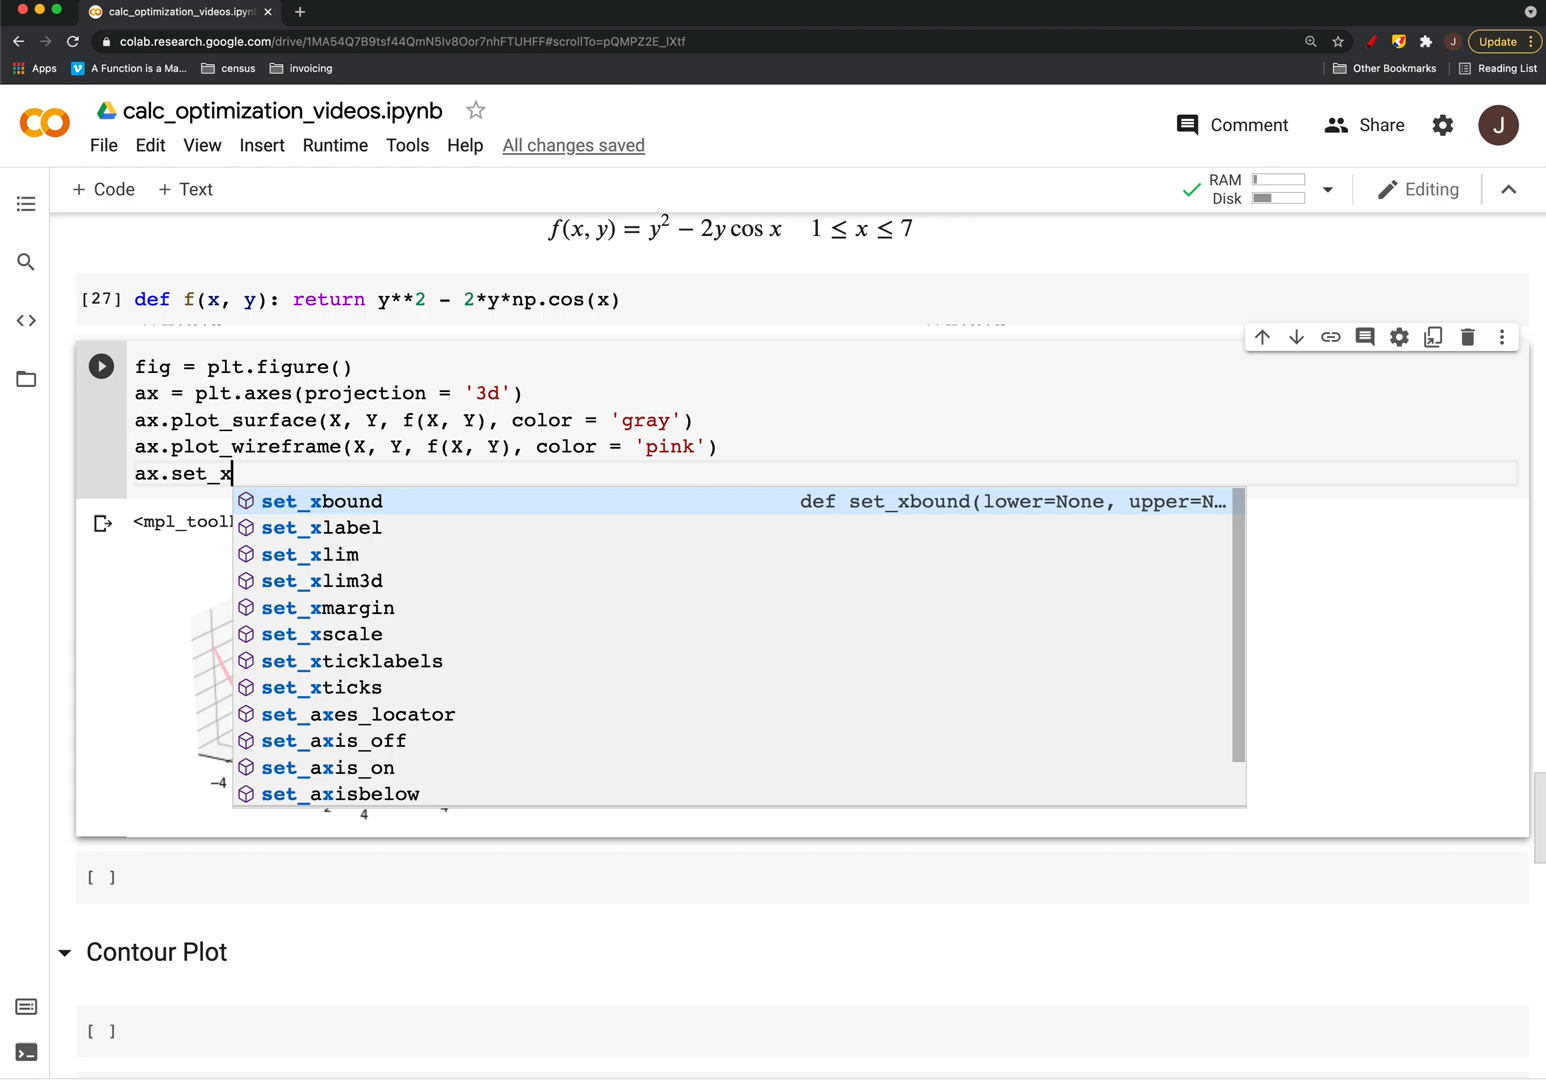 calc_optimization_videos.ipynb
colab.research.google.com/drive/1MA54Q7B9tsf44QmN5Iv8Oor7nhFTUHFF#scrollTo=pQMPZ2E_lXtf
J
Update
Apps
A Function is a Ma...
census
invoicing
Other Bookmarks
Reading List
calc_optimization_videos.ipynb
Comment
Share
J
File Edit View Insert Runtime Tools Help All changes saved
+ Code + Text
RAM
Disk
Editing
f(x, y) = y² − 2y cos x 1 ≤ x ≤ 7
[27] def f(x, y): return y**2 - 2*y*np.cos(x)
fig = plt.figure()
ax = plt.axes(projection = '3d')
ax.plot_surface(X, Y, f(X, Y), color = 'gray')
ax.plot_wireframe(X, Y, f(X, Y), color = 'pink')
ax.set_x
set_xbound def set_xbound(lower=None, upper=N…
<mpl_tool
set_xlabel
set_xlim
set_xlim3d
set_xmargin
set_xscale
set_xticklabels
set_xticks
set_axes_locator
set_axis_off
set_axis_on
−4
set_axisbelow
4
[ ]
Contour Plot
[ ]